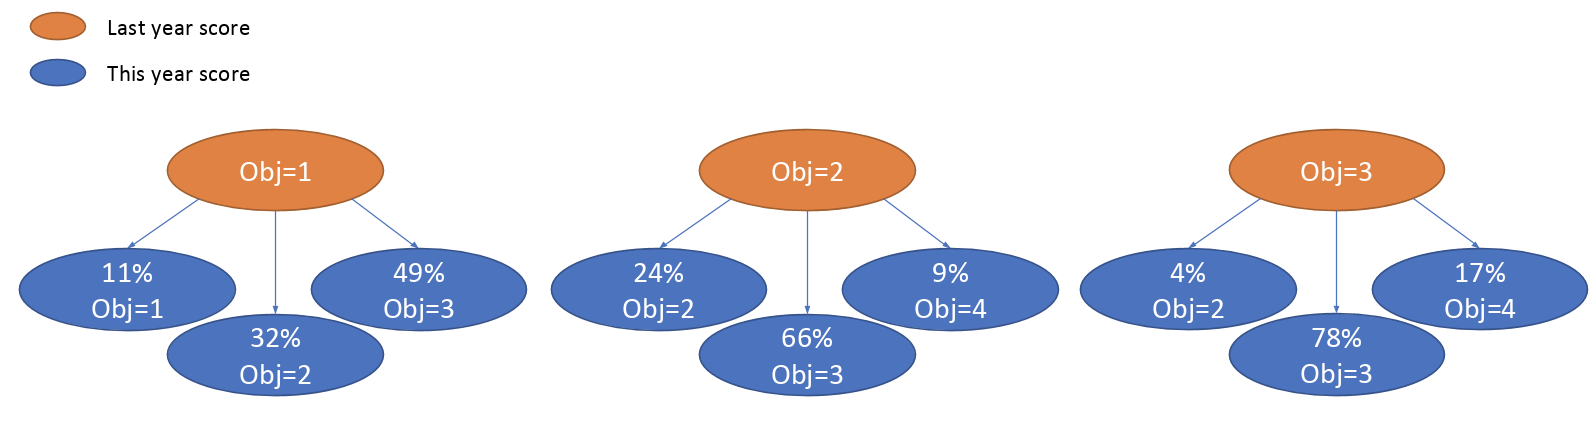 Last year score
This year score
Obj=1
11%
Obj=1
32%
Obj=2
49%
Obj=3
Obj=2
24%
Obj=2
66%
Obj=3
9%
Obj=4
Obj=3
4%
Obj=2
78%
Obj=3
17%
Obj=4